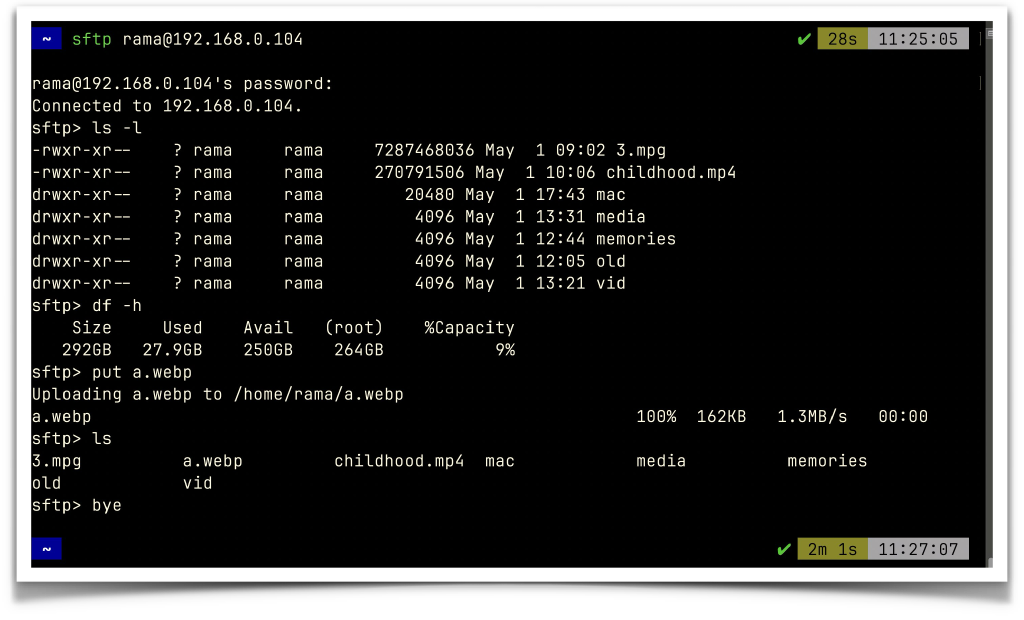 ~ sftp rama@192.168.0.104 ✔ 28s 11:25:05
rama@192.168.0.104's password:
Connected to 192.168.0.104.
sftp> ls -l
-rwxr-xr-- ? rama rama 7287468036 May 1 09:02 3.mpg
-rwxr-xr-- ? rama rama 270791506 May 1 10:06 childhood.mp4
drwxr-xr-- ? rama rama 20480 May 1 17:43 mac
drwxr-xr-- ? rama rama 4096 May 1 13:31 media
drwxr-xr-- ? rama rama 4096 May 1 12:44 memories
drwxr-xr-- ? rama rama 4096 May 1 12:05 old
drwxr-xr-- ? rama rama 4096 May 1 13:21 vid
sftp> df -h
Size Used Avail (root) %Capacity
292GB 27.9GB 250GB 264GB 9%
sftp> put a.webp
Uploading a.webp to /home/rama/a.webp
a.webp 100% 162KB 1.3MB/s 00:00
sftp> ls
3.mpg a.webp childhood.mp4 mac media memories
old vid
sftp> bye
~ ✔ 2m 1s 11:27:07